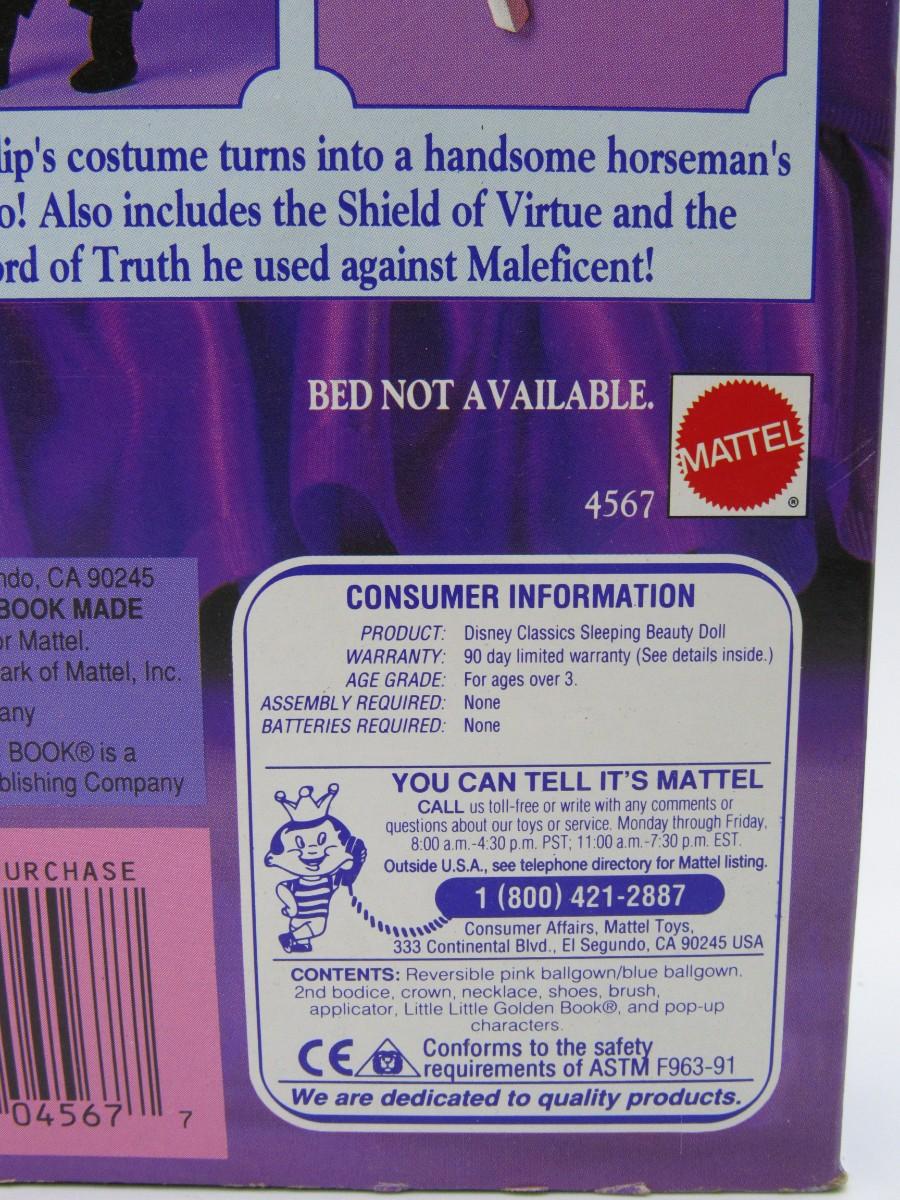 lip's costume turns into a handsome horseman's
o! Also includes the Shield of Virtue and the
ord of Truth he used against Maleficent!
BED NOT AVAILABLE.
MATTEL
®
4567
ndo, CA 90245
BOOK MADE
or Mattel.
ark of Mattel, Inc.
any
BOOK® is a
blishing Company
URCHASE
04567 7
CONSUMER INFORMATION
PRODUCT: Disney Classics Sleeping Beauty Doll
WARRANTY: 90 day limited warranty (See details inside.)
AGE GRADE: For ages over 3.
ASSEMBLY REQUIRED: None
BATTERIES REQUIRED: None
YOU CAN TELL IT'S MATTEL
CALL us toll-free or write with any comments or
questions about our toys or service. Monday through Friday,
8:00 a.m.-4:30 p.m. PST; 11:00 a.m.-7:30 p.m. EST.
Outside U.S.A., see telephone directory for Mattel listing.
1 (800) 421-2887
Consumer Affairs, Mattel Toys,
333 Continental Blvd., El Segundo, CA 90245 USA
CONTENTS: Reversible pink ballgown/blue ballgown.
2nd bodice, crown, necklace, shoes, brush,
applicator, Little Little Golden Book®, and pop-up
characters.
CE Conforms to the safety
requirements of ASTM F963-91
We are dedicated to quality products.